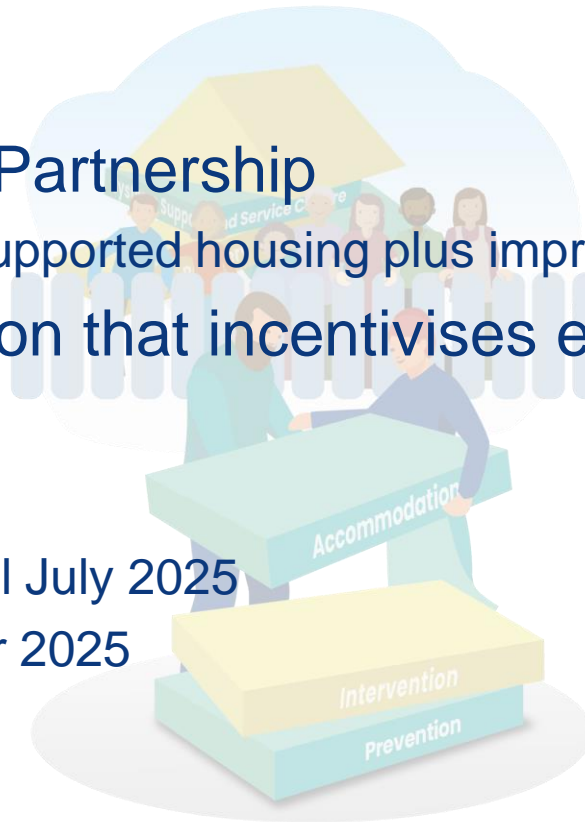 Partnership
upported housing plus impr
on that incentivises e
l July 2025
r 2025
Accommodation
Intervention
Prevention